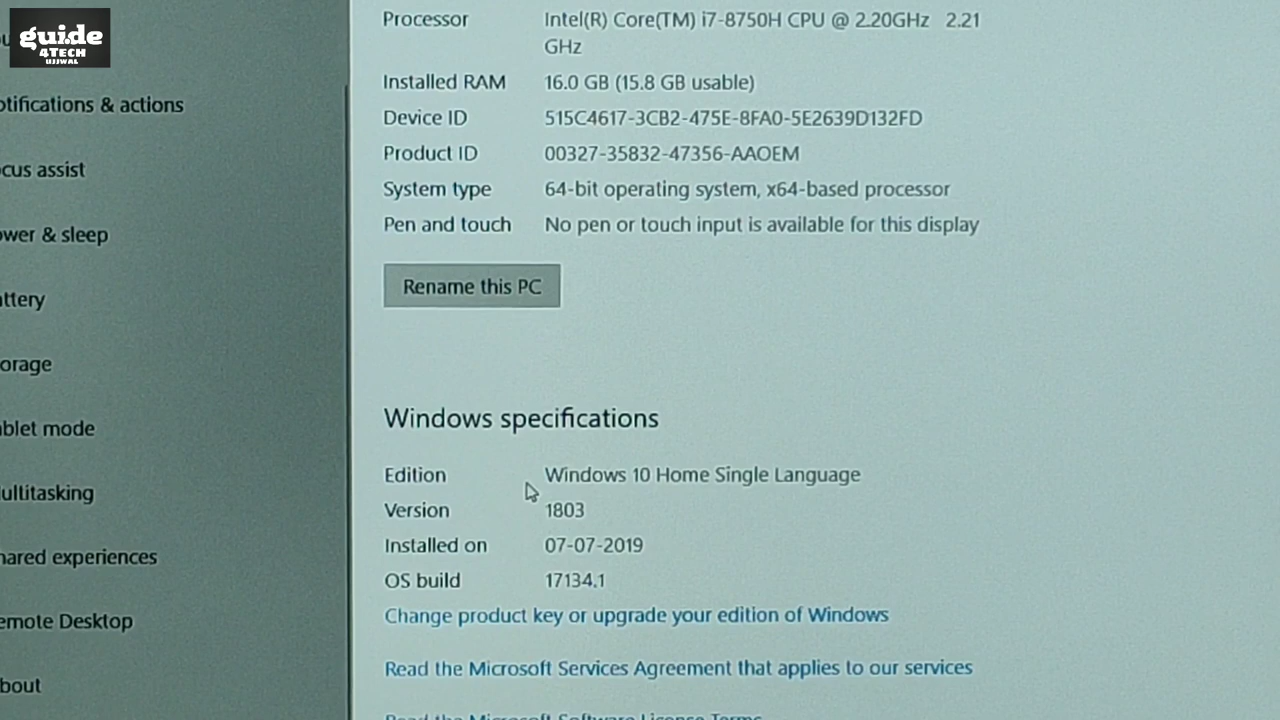 guide
4TECH
UJJWAL
Processor Intel(R) Core(TM) i7-8750H CPU @ 2.20GHz 2.21
GHz
otifications & actions
Installed RAM 16.0 GB (15.8 GB usable)
Device ID 515C4617-3CB2-475E-8FA0-5E2639D132FD
Product ID 00327-35832-47356-AAOEM
cus assist
System type 64-bit operating system, x64-based processor
Pen and touch No pen or touch input is available for this display
ower & sleep
Rename this PC
attery
orage
Windows specifications
ablet mode
Edition Windows 10 Home Single Language
ultitasking
Version 1803
Installed on 07-07-2019
hared experiences
OS build 17134.1
Change product key or upgrade your edition of Windows
emote Desktop
Read the Microsoft Services Agreement that applies to our services
bout
Read the Microsoft Software License Terms